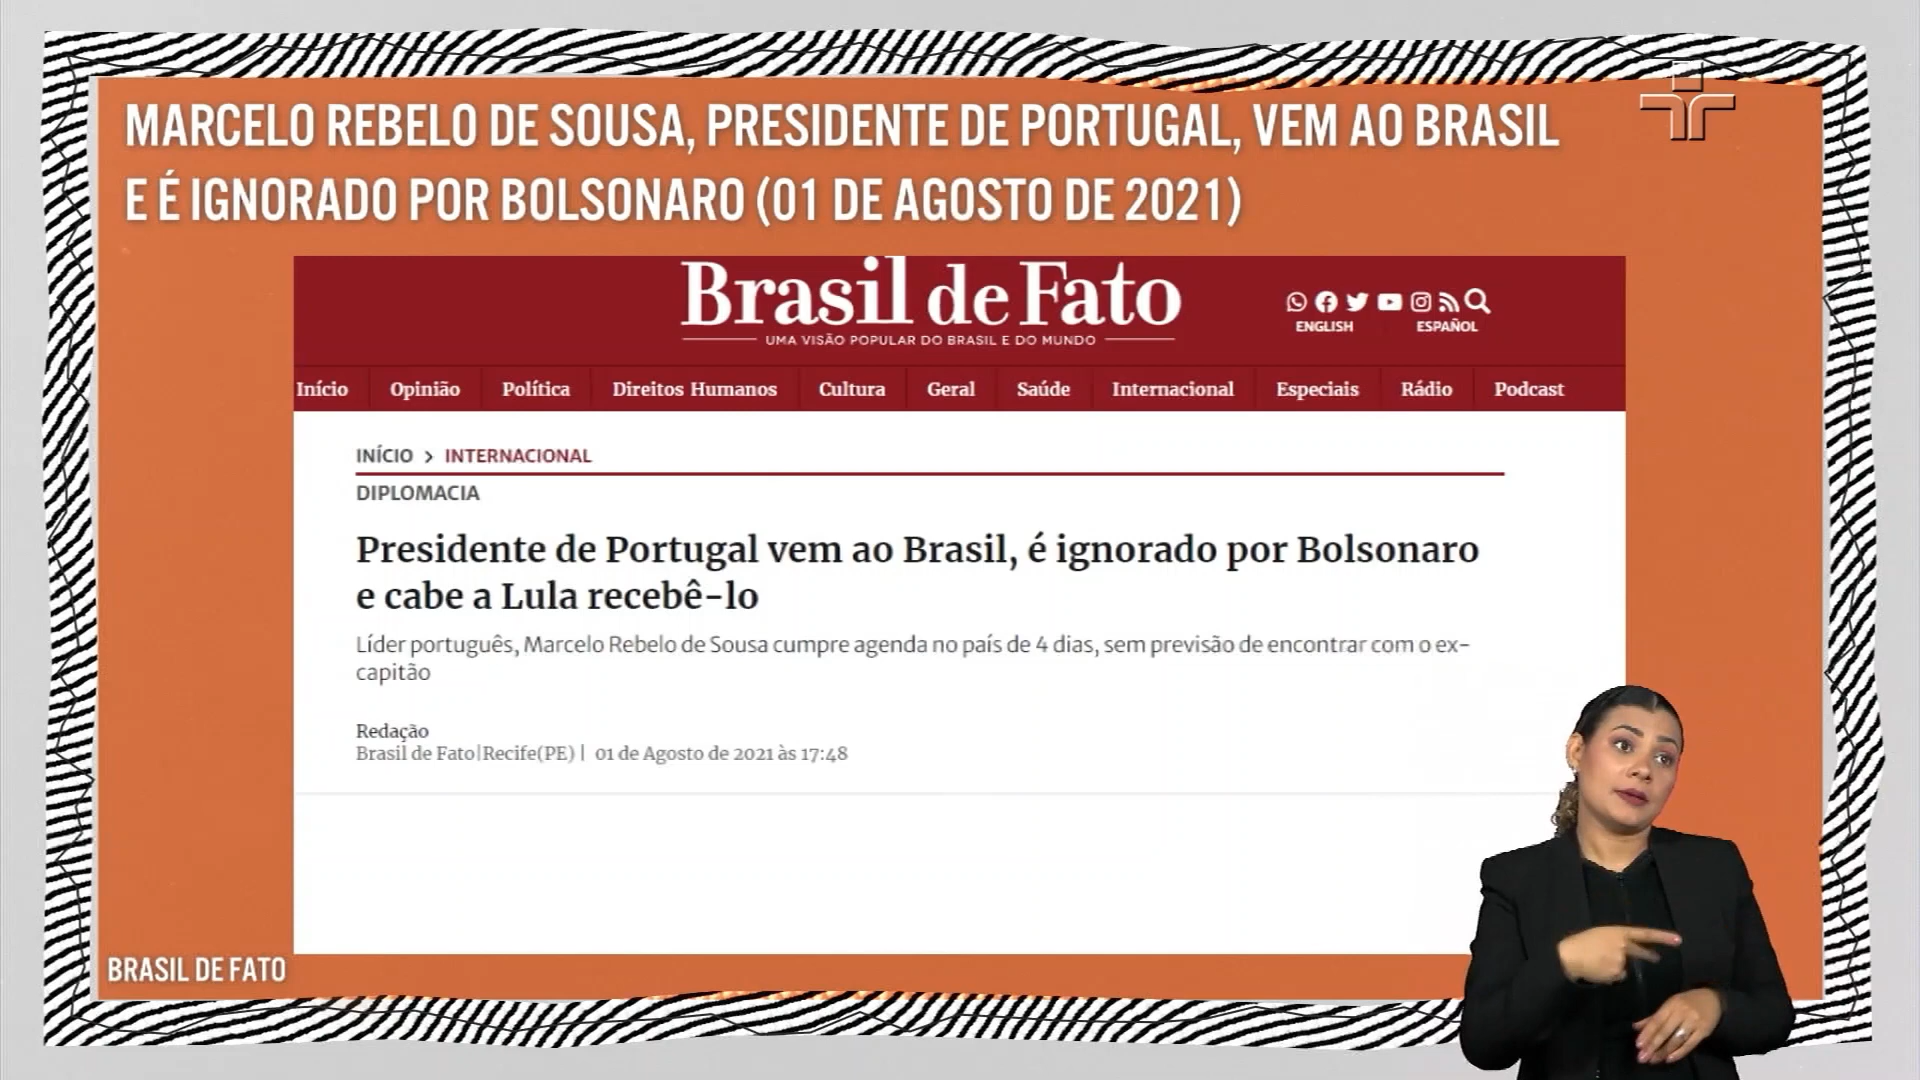 MARCELO REBELO DE SOUSA, PRESIDENTE DE PORTUGAL, VEM AO BRASIL
E É IGNORADO POR BOLSONARO (01 DE AGOSTO DE 2021)
Brasil de Fato
UMA VISÃO POPULAR DO BRASIL E DO MUNDO
ENGLISH ESPAÑOL
Início Opinião Política Direitos Humanos Cultura Geral Saúde Internacional Especiais Rádio Podcast
INÍCIO > INTERNACIONAL
DIPLOMACIA
Presidente de Portugal vem ao Brasil, é ignorado por Bolsonaro
e cabe a Lula recebê-lo
Líder português, Marcelo Rebelo de Sousa cumpre agenda no país de 4 dias, sem previsão de encontrar com o ex-
capitão
Redação
Brasil de Fato|Recife(PE) | 01 de Agosto de 2021 às 17:48
BRASIL DE FATO